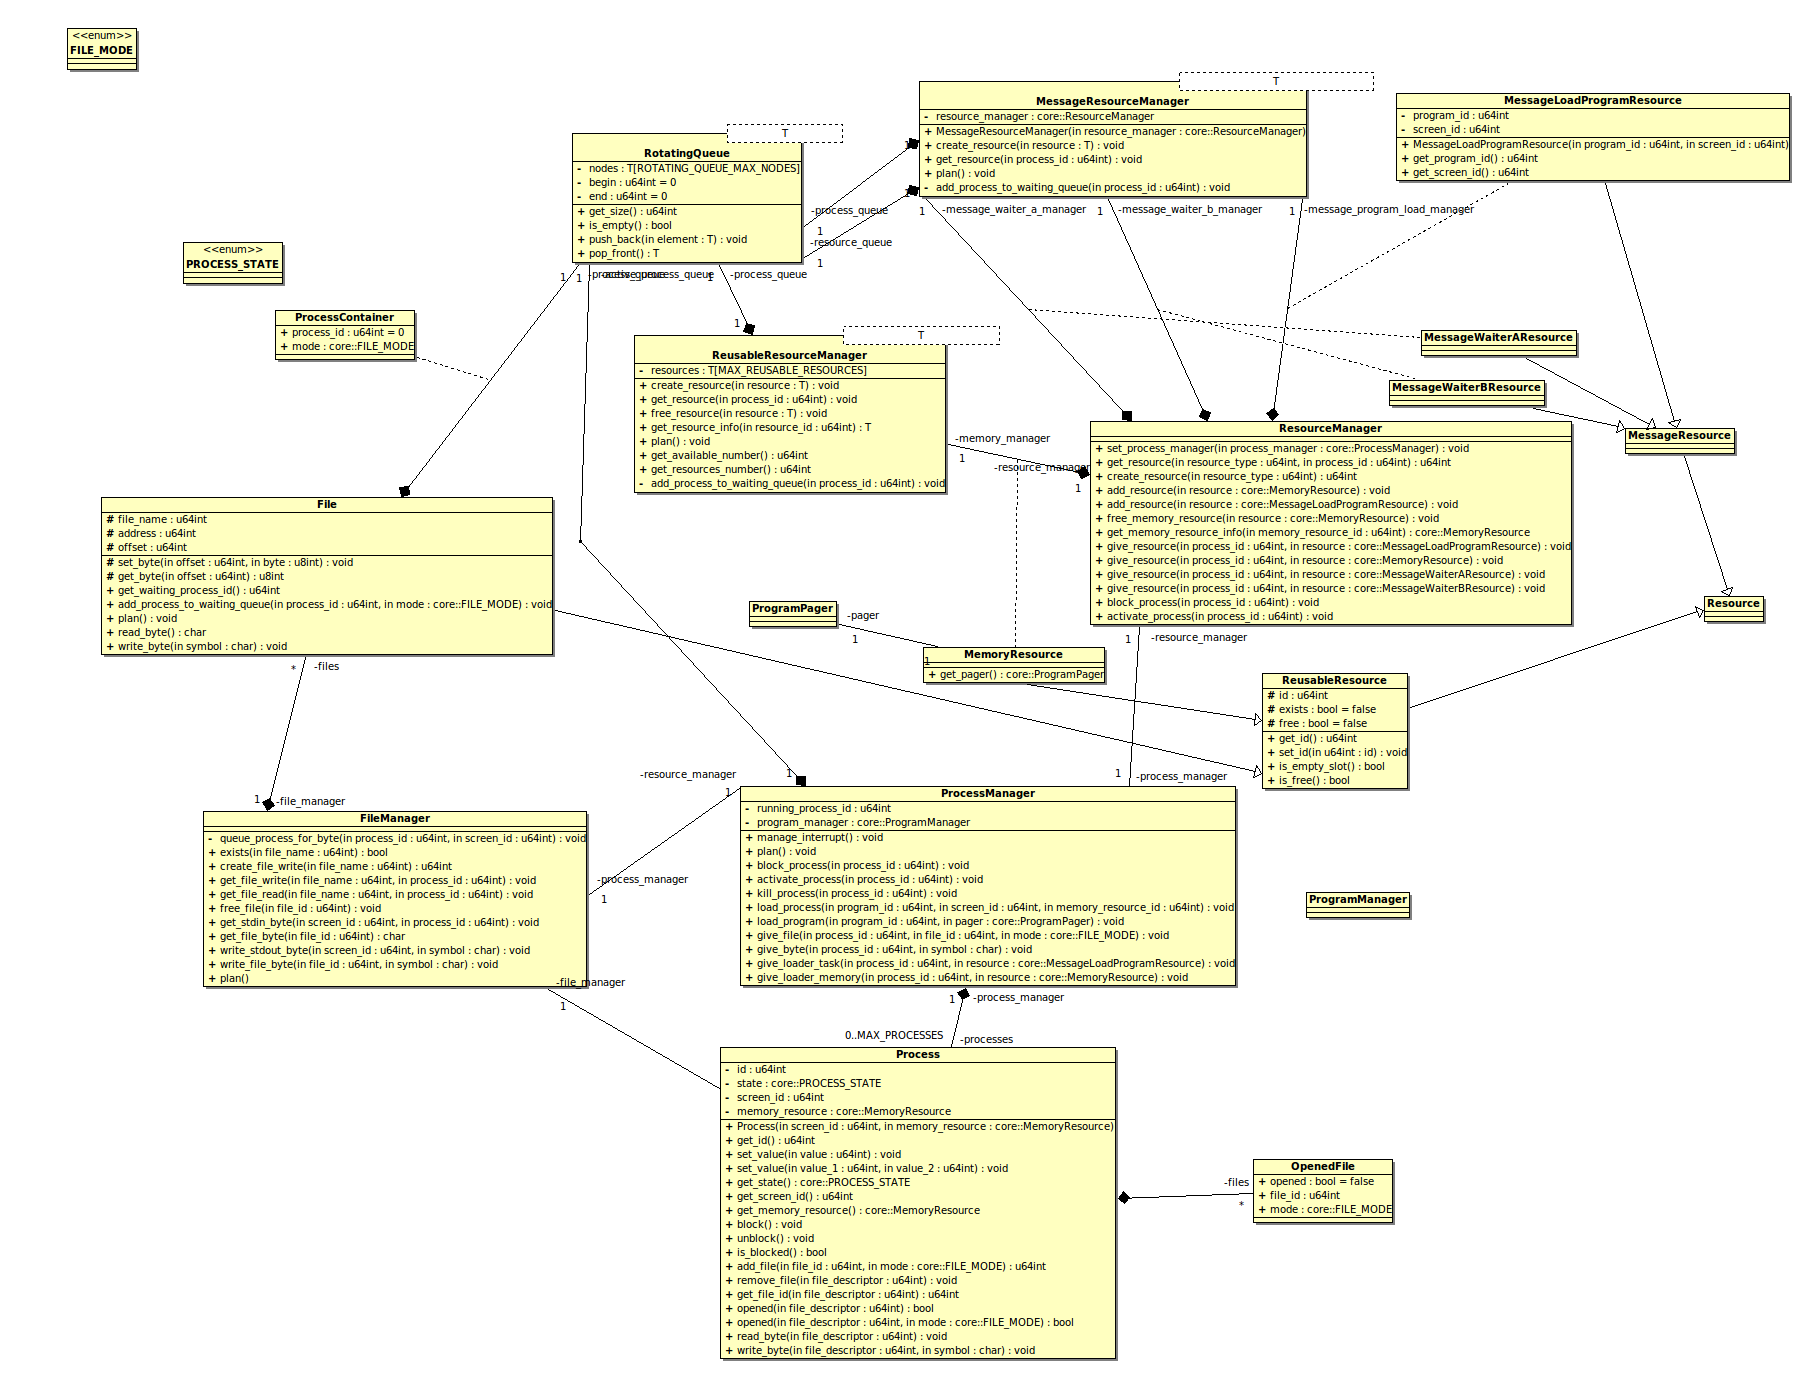 <<enum>>
FILE_MODE
T
MessageResourceManager
- resource_manager : core::ResourceManager
+ MessageResourceManager(in resource_manager : core::ResourceManager)
+ create_resource(in resource : T) : void
+ get_resource(in process_id : u64int) : void
+ plan() : void
- add_process_to_waiting_queue(in process_id : u64int) : void
MessageLoadProgramResource
- program_id : u64int
- screen_id : u64int
+ MessageLoadProgramResource(in program_id : u64int, in screen_id : u64int)
+ get_program_id() : u64int
+ get_screen_id() : u64int
T
RotatingQueue
- nodes : T[ROTATING_QUEUE_MAX_NODES]
- begin : u64int = 0
- end : u64int = 0
+ get_size() : u64int
+ is_empty() : bool
+ push_back(in element : T) : void
+ pop_front() : T
1
1
-process_queue
1
-resource_queue
1
1 -message_waiter_a_manager
1 -message_waiter_b_manager
1 -message_program_load_manager
<<enum>>
PROCESS_STATE
1 1 -active_process_queue
1 -process_queue
1
ProcessContainer
+ process_id : u64int = 0
+ mode : core::FILE_MODE
T
ReusableResourceManager
- resources : T[MAX_REUSABLE_RESOURCES]
+ create_resource(in resource : T) : void
+ get_resource(in process_id : u64int) : void
+ free_resource(in resource : T) : void
+ get_resource_info(in resource_id : u64int) : T
+ plan() : void
+ get_available_number() : u64int
+ get_resources_number() : u64int
- add_process_to_waiting_queue(in process_id : u64int) : void
MessageWaiterAResource
MessageWaiterBResource
MessageResource
-memory_manager
1
-resource_manager
1
ResourceManager
+ set_process_manager(in process_manager : core::ProcessManager) : void
+ get_resource(in resource_type : u64int, in process_id : u64int) : u64int
+ create_resource(in resource_type : u64int) : u64int
+ add_resource(in resource : core::MemoryResource) : void
+ add_resource(in resource : core::MessageLoadProgramResource) : void
+ free_memory_resource(in resource : core::MemoryResource) : void
+ get_memory_resource_info(in memory_resource_id : u64int) : core::MemoryResource
+ give_resource(in process_id : u64int, in resource : core::MessageLoadProgramResource) : void
+ give_resource(in process_id : u64int, in resource : core::MemoryResource) : void
+ give_resource(in process_id : u64int, in resource : core::MessageWaiterAResource) : void
+ give_resource(in process_id : u64int, in resource : core::MessageWaiterBResource) : void
+ block_process(in process_id : u64int) : void
+ activate_process(in process_id : u64int) : void
File
# file_name : u64int
# address : u64int
# offset : u64int
# set_byte(in offset : u64int, in byte : u8int) : void
# get_byte(in offset : u64int) : u8int
+ get_waiting_process_id() : u64int
+ add_process_to_waiting_queue(in process_id : u64int, in mode : core::FILE_MODE) : void
+ plan() : void
+ read_byte() : char
+ write_byte(in symbol : char) : void
Resource
ProgramPager
-pager
1
1
MemoryResource
+ get_pager() : core::ProgramPager
1 -resource_manager
* -files
ReusableResource
# id : u64int
# exists : bool = false
# free : bool = false
+ get_id() : u64int
+ set_id(in u64int : id) : void
+ is_empty_slot() : bool
+ is_free() : bool
-resource_manager
1
1
1 -process_manager
1 -file_manager
FileManager
- queue_process_for_byte(in process_id : u64int, in screen_id : u64int) : void
+ exists(in file_name : u64int) : bool
+ create_file_write(in file_name : u64int) : u64int
+ get_file_write(in file_name : u64int, in process_id : u64int) : void
+ get_file_read(in file_name : u64int, in process_id : u64int) : void
+ free_file(in file_id : u64int) : void
+ get_stdin_byte(in screen_id : u64int, in process_id : u64int) : void
+ get_file_byte(in file_id : u64int) : char
+ write_stdout_byte(in screen_id : u64int, in symbol : char) : void
+ write_file_byte(in file_id : u64int, in symbol : char) : void
+ plan()
-process_manager
1
ProcessManager
- running_process_id : u64int
- program_manager : core::ProgramManager
+ manage_interrupt() : void
+ plan() : void
+ block_process(in process_id : u64int) : void
+ activate_process(in process_id : u64int) : void
+ kill_process(in process_id : u64int) : void
+ load_process(in program_id : u64int, in screen_id : u64int, in memory_resource_id : u64int) : void
+ load_program(in program_id : u64int, in pager : core::ProgramPager) : void
+ give_file(in process_id : u64int, in file_id : u64int, in mode : core::FILE_MODE) : void
+ give_byte(in process_id : u64int, in symbol : char) : void
+ give_loader_task(in process_id : u64int, in resource : core::MessageLoadProgramResource) : void
+ give_loader_memory(in process_id : u64int, in resource : core::MemoryResource) : void
ProgramManager
-file_manager
1
1 -process_manager
0..MAX_PROCESSES -processes
Process
- id : u64int
- state : core::PROCESS_STATE
- screen_id : u64int
- memory_resource : core::MemoryResource
+ Process(in screen_id : u64int, in memory_resource : core::MemoryResource)
+ get_id() : u64int
+ set_value(in value : u64int) : void
+ set_value(in value_1 : u64int, in value_2 : u64int) : void
+ get_state() : core::PROCESS_STATE
+ get_screen_id() : u64int
+ get_memory_resource() : core::MemoryResource
+ block() : void
+ unblock() : void
+ is_blocked() : bool
+ add_file(in file_id : u64int, in mode : core::FILE_MODE) : u64int
+ remove_file(in file_descriptor : u64int) : void
+ get_file_id(in file_descriptor : u64int) : u64int
+ opened(in file_descriptor : u64int) : bool
+ opened(in file_descriptor : u64int, in mode : core::FILE_MODE) : bool
+ read_byte(in file_descriptor : u64int) : void
+ write_byte(in file_descriptor : u64int, in symbol : char) : void
-files
*
OpenedFile
+ opened : bool = false
+ file_id : u64int
+ mode : core::FILE_MODE